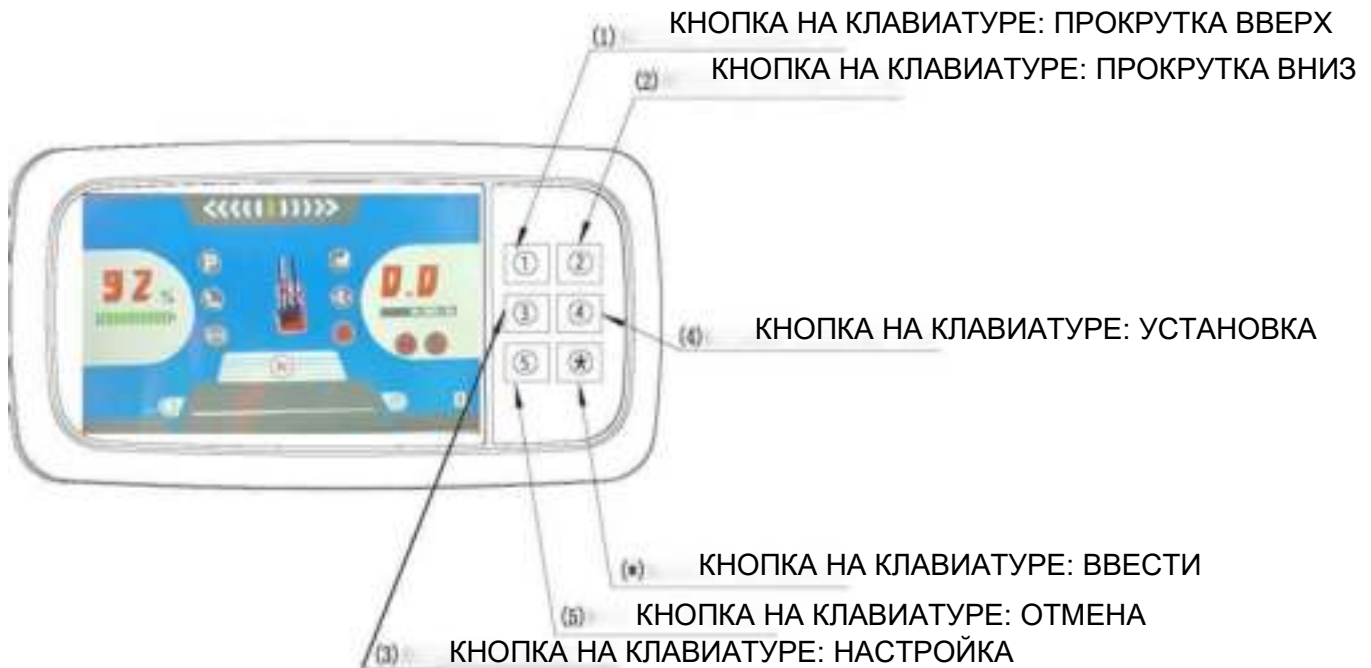 (1) КНОПКА НА КЛАВИАТУРЕ: ПРОКРУТКА ВВЕРХ
(2) КНОПКА НА КЛАВИАТУРЕ: ПРОКРУТКА ВНИЗ
<<<<< >>>>>
92 %
0.0
P
N
① ②
③ ④
⑤ *
(4) КНОПКА НА КЛАВИАТУРЕ: УСТАНОВКА
(*) КНОПКА НА КЛАВИАТУРЕ: ВВЕСТИ
(5) КНОПКА НА КЛАВИАТУРЕ: ОТМЕНА
(3) КНОПКА НА КЛАВИАТУРЕ: НАСТРОЙКА